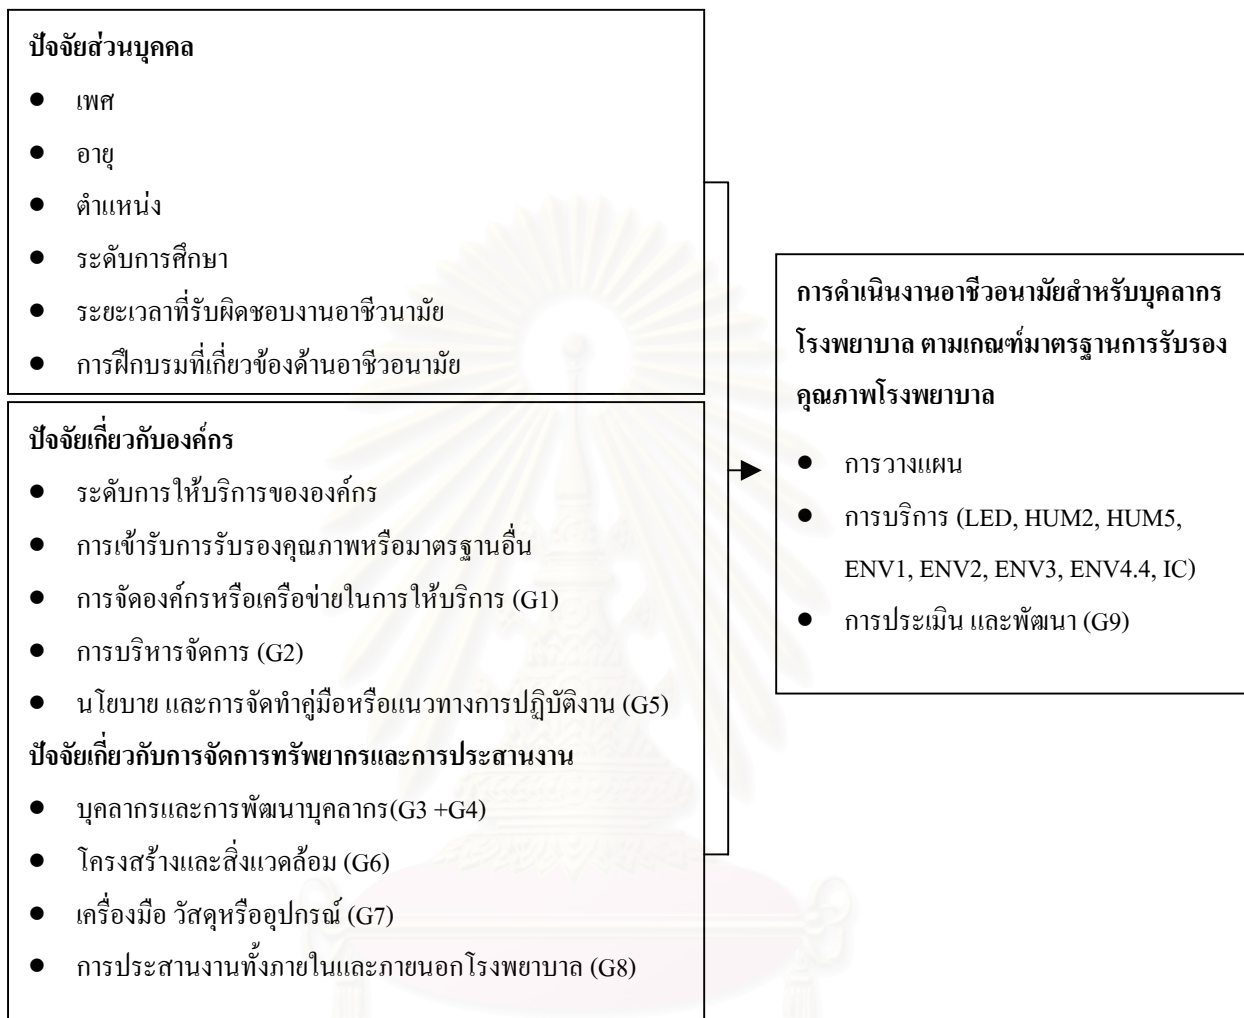 ปัจจัยส่วนบุคคล
● เพศ
● อายุ
● ตำแหน่ง
● ระดับการศึกษา
● ระยะเวลาที่รับผิดชอบงานอาชีวนามัย
● การฝึกบรมที่เกี่ยวข้องด้านอาชีวอนามัย
ปัจจัยเกี่ยวกับองค์กร
● ระดับการให้บริการขององค์กร
● การเข้ารับการรับรองคุณภาพหรือมาตรฐานอื่น
● การจัดองค์กรหรือเครือข่ายในการให้บริการ (G1)
● การบริหารจัดการ (G2)
● นโยบาย และการจัดทำคู่มือหรือแนวทางการปฏิบัติงาน (G5)
ปัจจัยเกี่ยวกับการจัดการทรัพยากรและการประสานงาน
● บุคลากรและการพัฒนาบุคลากร(G3 +G4)
● โครงสร้างและสิ่งแวดล้อม (G6)
● เครื่องมือ วัสดุหรืออุปกรณ์ (G7)
● การประสานงานทั้งภายในและภายนอกโรงพยาบาล (G8)
การดำเนินงานอาชีวอนามัยสำหรับบุคลากร
โรงพยาบาล ตามเกณฑ์มาตรฐานการรับรอง
คุณภาพโรงพยาบาล
● การวางแผน
● การบริการ (LED, HUM2, HUM5,
ENV1, ENV2, ENV3, ENV4.4, IC)
● การประเมิน และพัฒนา (G9)